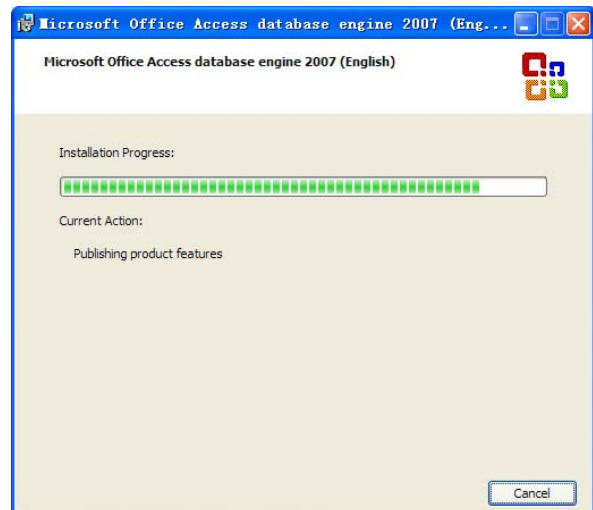 Microsoft Office Access database engine 2007 (Eng...
Microsoft Office Access database engine 2007 (English)
Installation Progress:
Current Action:
Publishing product features
Cancel